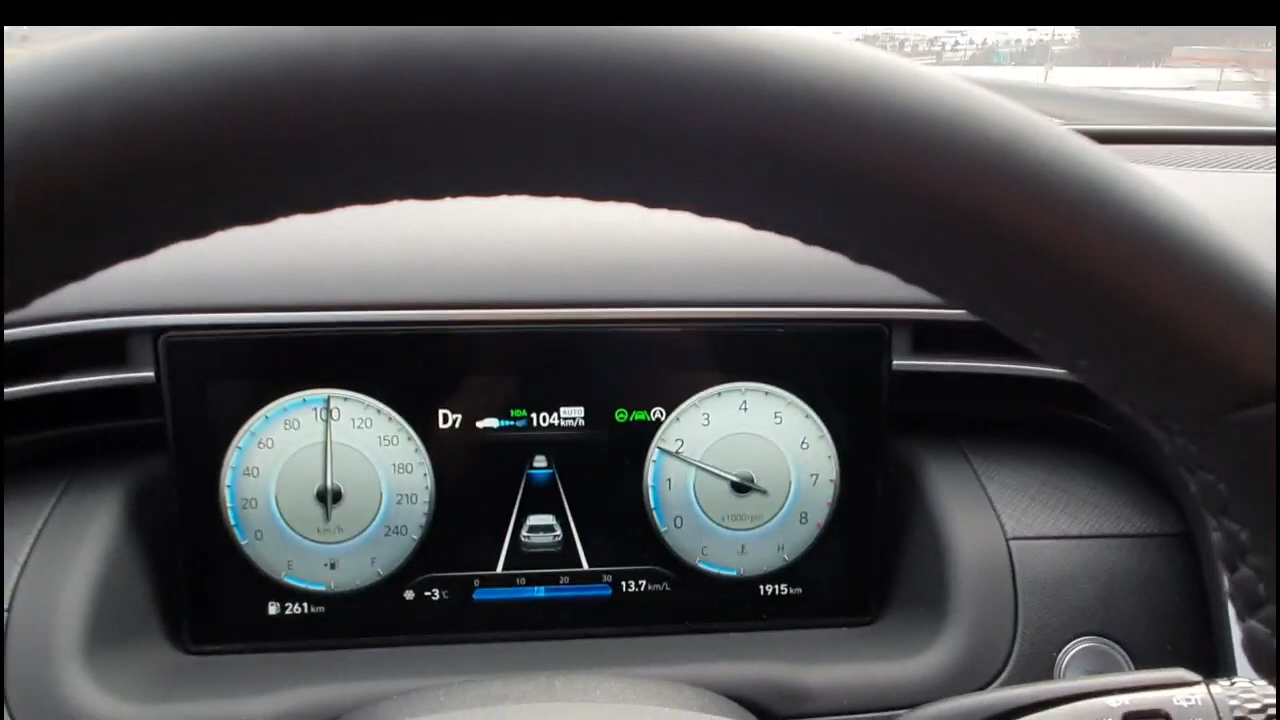 0 20 40 60 80 100 120 150 180 210 240
km/h
E F
261 km
D7
HDA
104 km/h
AUTO
A
0 10 20 30
-3 °C
13.7 km/L
0 1 2 3 4 5 6 7 8
x1000rpm
C H
1915 km